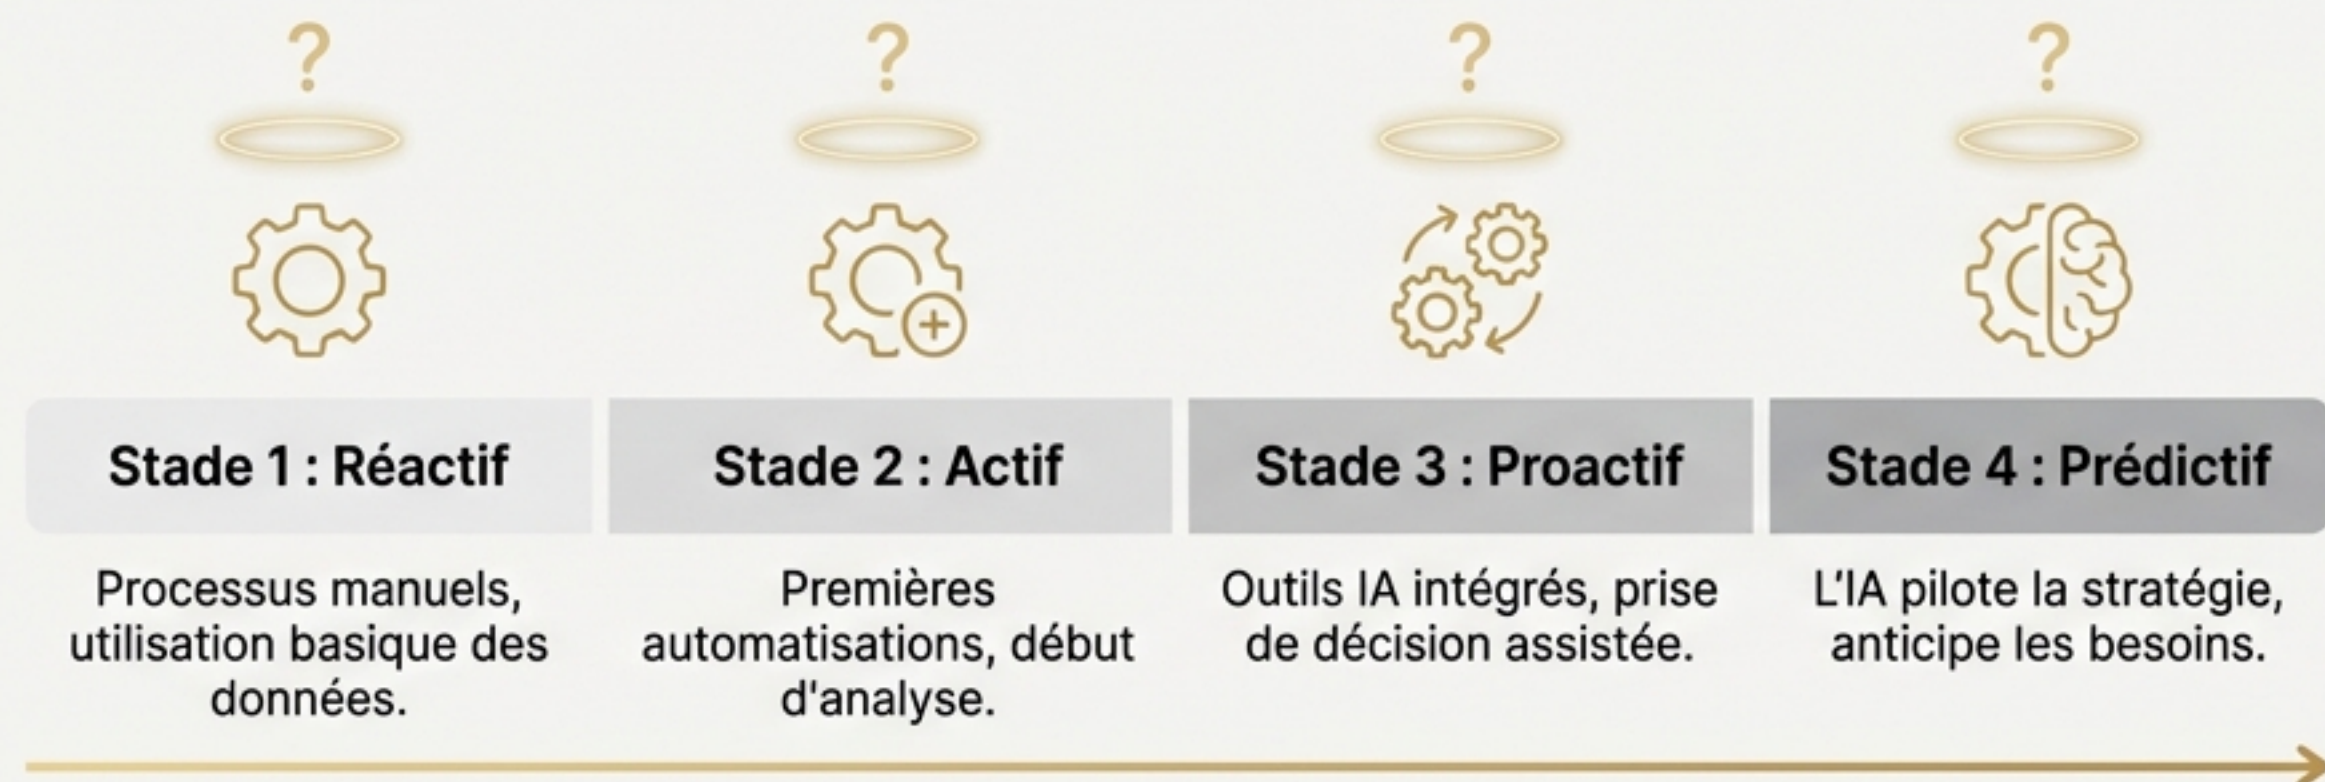 ?
?
?
?
Stade 1 : Réactif
Processus manuels,
utilisation basique des
données.
Stade 2 : Actif
Premières
automatisations, début
d'analyse.
Stade 3 : Proactif
Outils IA intégrés, prise
de décision assistée.
Stade 4 : Prédictif
L’IA pilote la stratégie,
anticipe les besoins.